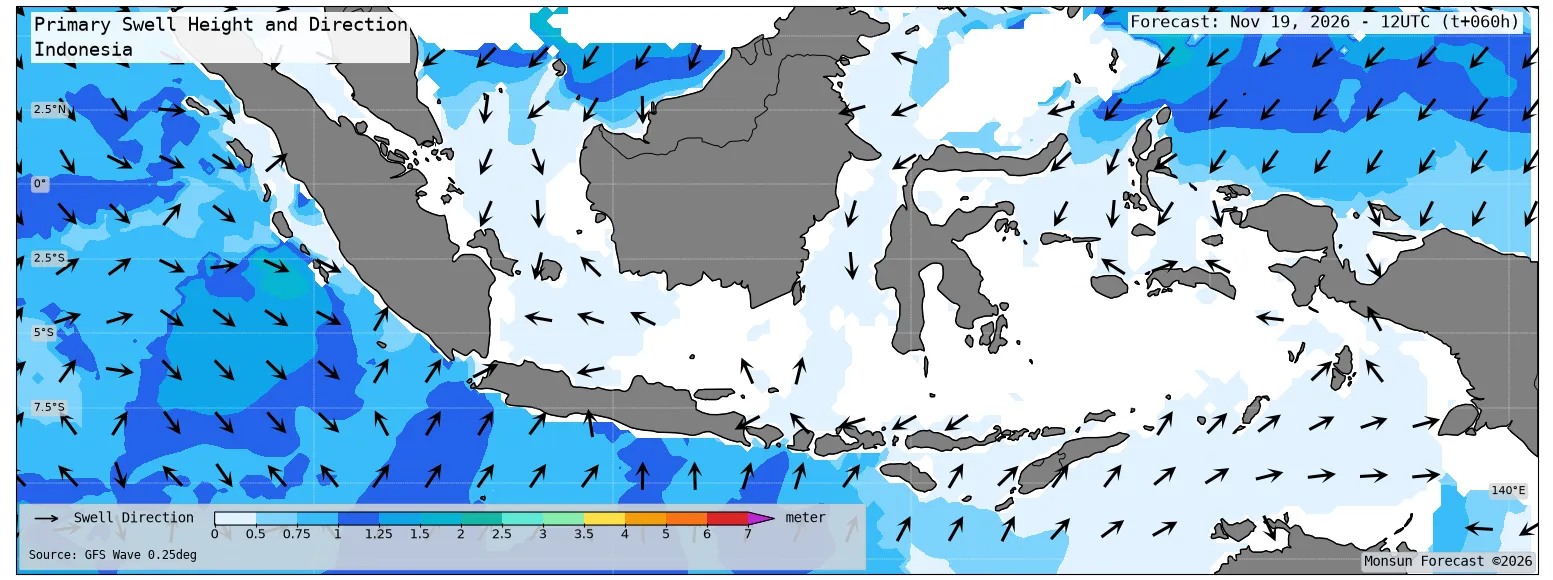 Primary Swell Height and Direction
Indonesia
Forecast: Nov 19, 2026 - 12UTC (t+060h)
2.5°N
0°
2.5°S
5°S
7.5°S
140°E
Swell Direction
0 0.5 0.75 1 1.25 1.5 2 2.5 3 3.5 4 5 6 7
meter
Source: GFS Wave 0.25deg
Monsun Forecast ©2026